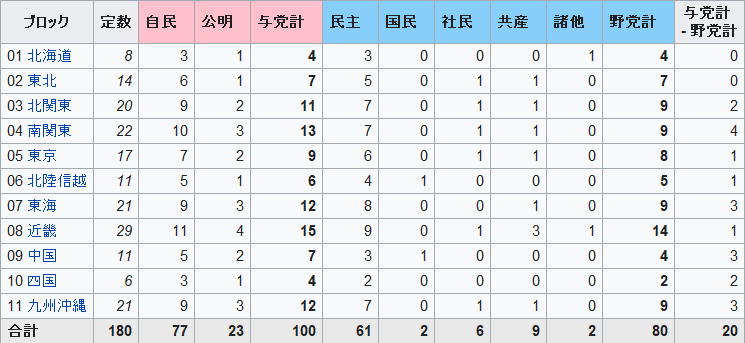 ブロック 定数 自民 公明 与党計 民主 国民 社民 共産 諸他 野党計 与党計
- 野党計
01 北海道 8 3 1 4 3 0 0 0 1 4 0
02 東北 14 6 1 7 5 0 1 1 0 7 0
03 北関東 20 9 2 11 7 0 1 1 0 9 2
04 南関東 22 10 3 13 7 0 1 1 0 9 4
05 東京 17 7 2 9 6 0 1 1 0 8 1
06 北陸信越 11 5 1 6 4 1 0 0 0 5 1
07 東海 21 9 3 12 8 0 0 1 0 9 3
08 近畿 29 11 4 15 9 0 1 3 1 14 1
09 中国 11 5 2 7 3 1 0 0 0 4 3
10 四国 6 3 1 4 2 0 0 0 0 2 2
11 九州沖縄 21 9 3 12 7 0 1 1 0 9 3
合計 180 77 23 100 61 2 6 9 2 80 20